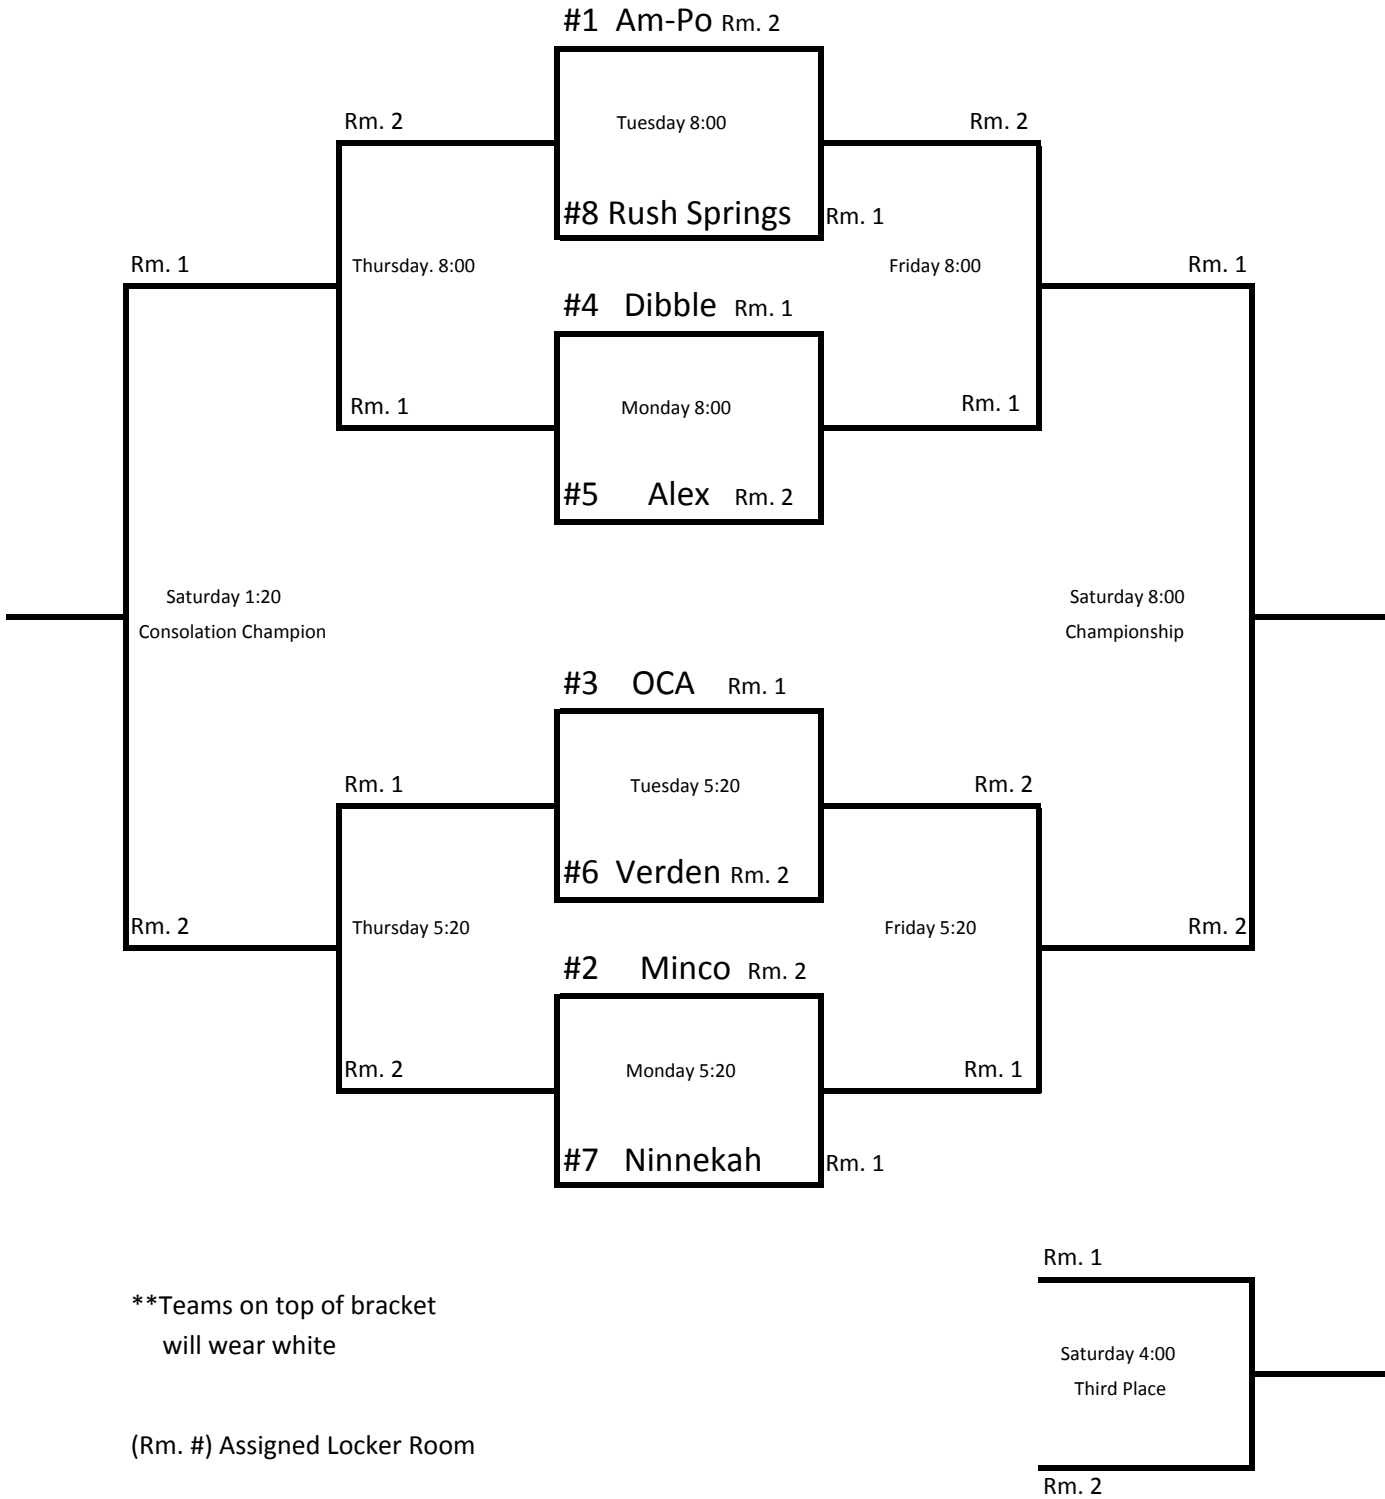 #1 Am-Po Rm. 2
Rm. 2
Tuesday 8:00
Rm. 2
#8 Rush Springs Rm. 1
Rm. 1
Thursday. 8:00
Friday 8:00
Rm. 1
#4 Dibble Rm. 1
Rm. 1
Monday 8:00
Rm. 1
#5 Alex Rm. 2
Saturday 1:20
Consolation Champion
Saturday 8:00
Championship
#3 OCA Rm. 1
Rm. 1
Tuesday 5:20
Rm. 2
#6 Verden Rm. 2
Rm. 2
Thursday 5:20
Friday 5:20
Rm. 2
#2 Minco Rm. 2
Rm. 2
Monday 5:20
Rm. 1
#7 Ninnekah Rm. 1
Rm. 1
**Teams on top of bracket
will wear white
Saturday 4:00
Third Place
(Rm. #) Assigned Locker Room
Rm. 2